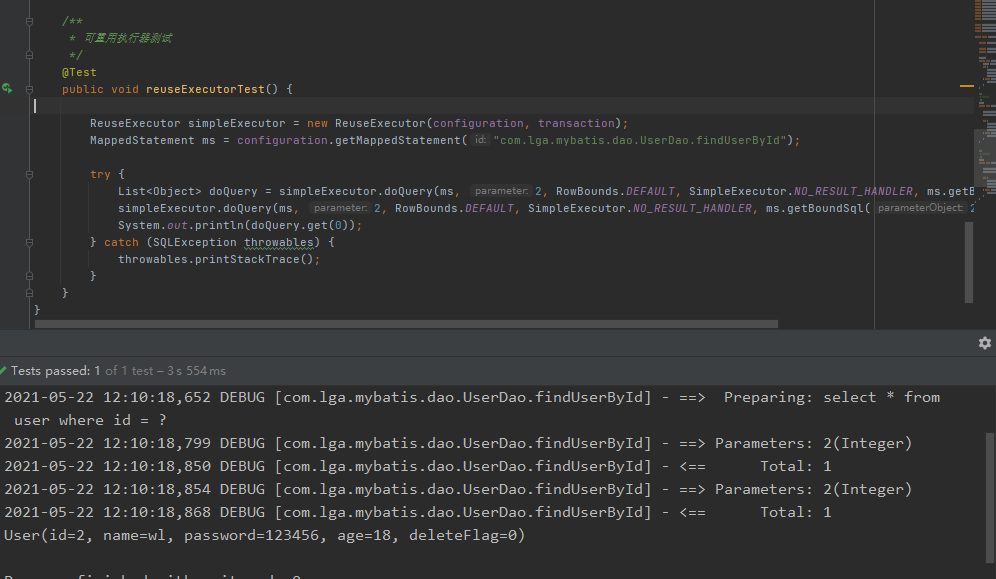 /**
* 可重用执行器测试
*/
@Test
public void reuseExecutorTest() {
ReuseExecutor simpleExecutor = new ReuseExecutor(configuration, transaction);
MappedStatement ms = configuration.getMappedStatement( id: "com.lga.mybatis.dao.UserDao.findUserById");
try {
List<Object> doQuery = simpleExecutor.doQuery(ms, parameter: 2, RowBounds.DEFAULT, SimpleExecutor.NO_RESULT_HANDLER, ms.getB
simpleExecutor.doQuery(ms, parameter: 2, RowBounds.DEFAULT, SimpleExecutor.NO_RESULT_HANDLER, ms.getBoundSql( parameterObject: 2
System.out.println(doQuery.get(0));
} catch (SQLException throwables) {
throwables.printStackTrace();
}
}
}
Tests passed: 1 of 1 test – 3 s 554 ms
2021-05-22 12:10:18,652 DEBUG [com.lga.mybatis.dao.UserDao.findUserById] - ==>  Preparing: select * from
user where id = ?
2021-05-22 12:10:18,799 DEBUG [com.lga.mybatis.dao.UserDao.findUserById] - ==> Parameters: 2(Integer)
2021-05-22 12:10:18,850 DEBUG [com.lga.mybatis.dao.UserDao.findUserById] - <==      Total: 1
2021-05-22 12:10:18,854 DEBUG [com.lga.mybatis.dao.UserDao.findUserById] - ==> Parameters: 2(Integer)
2021-05-22 12:10:18,868 DEBUG [com.lga.mybatis.dao.UserDao.findUserById] - <==      Total: 1
User(id=2, name=wl, password=123456, age=18, deleteFlag=0)